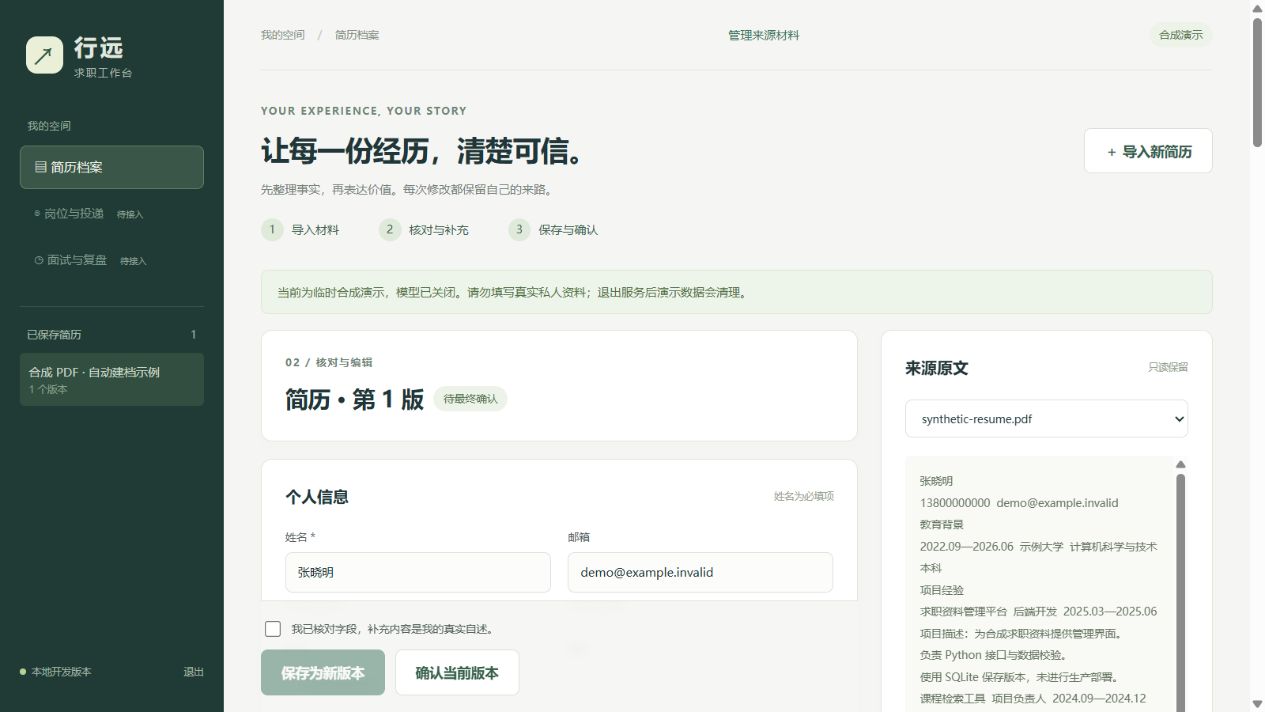 行远
求职工作台
我的空间
简历档案
岗位与投递 待接入
面试与复盘 待接入
已保存简历 1
合成 PDF · 自动建档示例
1 个版本
本地开发版本 退出
我的空间 / 简历档案 管理来源材料 合成演示
YOUR EXPERIENCE, YOUR STORY
让每一份经历，清楚可信。
+ 导入新简历
先整理事实，再表达价值。每次修改都保留自己的来路。
1 导入材料 2 核对与补充 3 保存与确认
当前为临时合成演示，模型已关闭。请勿填写真实私人资料；退出服务后演示数据会清理。
02 / 核对与编辑
简历 · 第 1 版 待最终确认
个人信息 姓名为必填项
姓名 * 邮箱
张晓明 demo@example.invalid
我已核对字段，补充内容是我的真实自述。
保存为新版本 确认当前版本
来源原文 只读保留
synthetic-resume.pdf
张晓明
13800000000 demo@example.invalid
教育背景
2022.09—2026.06 示例大学 计算机科学与技术
本科
项目经验
求职资料管理平台 后端开发 2025.03—2025.06
项目描述：为合成求职资料提供管理界面。
负责 Python 接口与数据校验。
使用 SQLite 保存版本，未进行生产部署。
课程检索工具 项目负责人 2024.09—2024.12